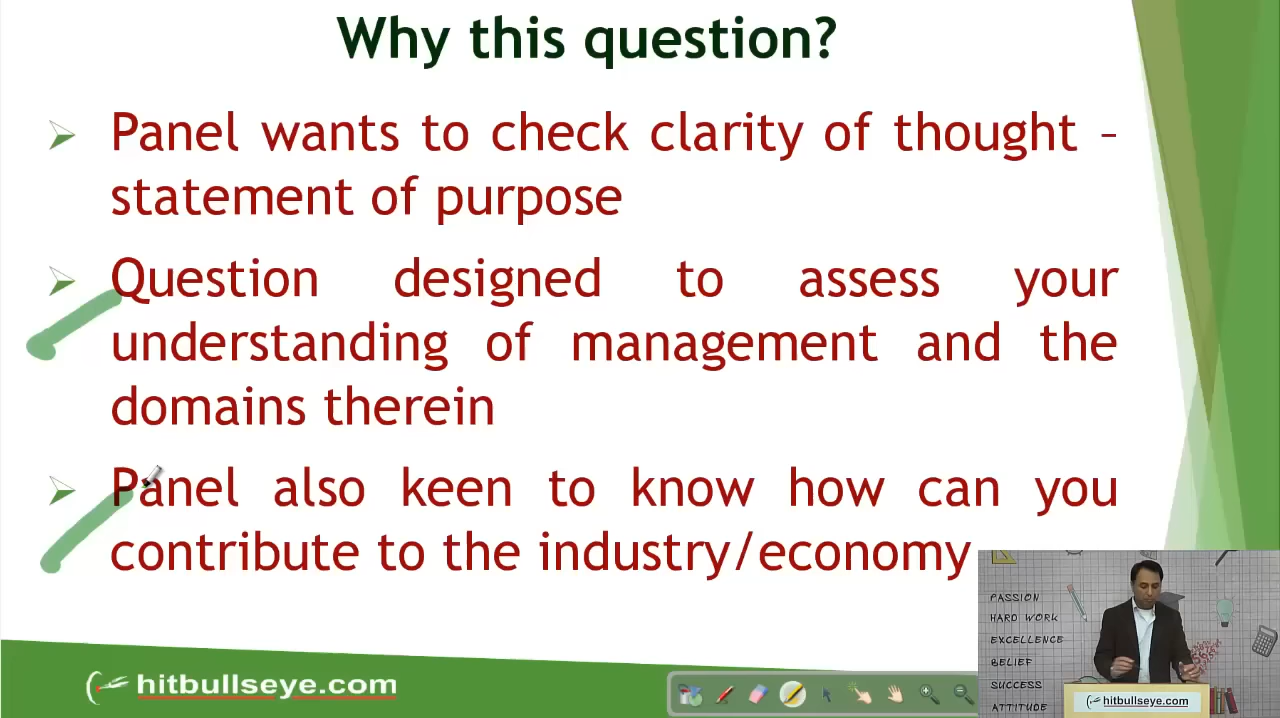 Why this question?
Panel wants to check clarity of thought –
statement of purpose
Question designed to assess your
understanding of management and the
domains therein
Panel also keen to know how can you
contribute to the industry/economy
PASSION
HARD WORK
EXCELLENCE
BELIEF
SUCCESS
ATTITUDE
hitbullseye.com
hitbullseye.com